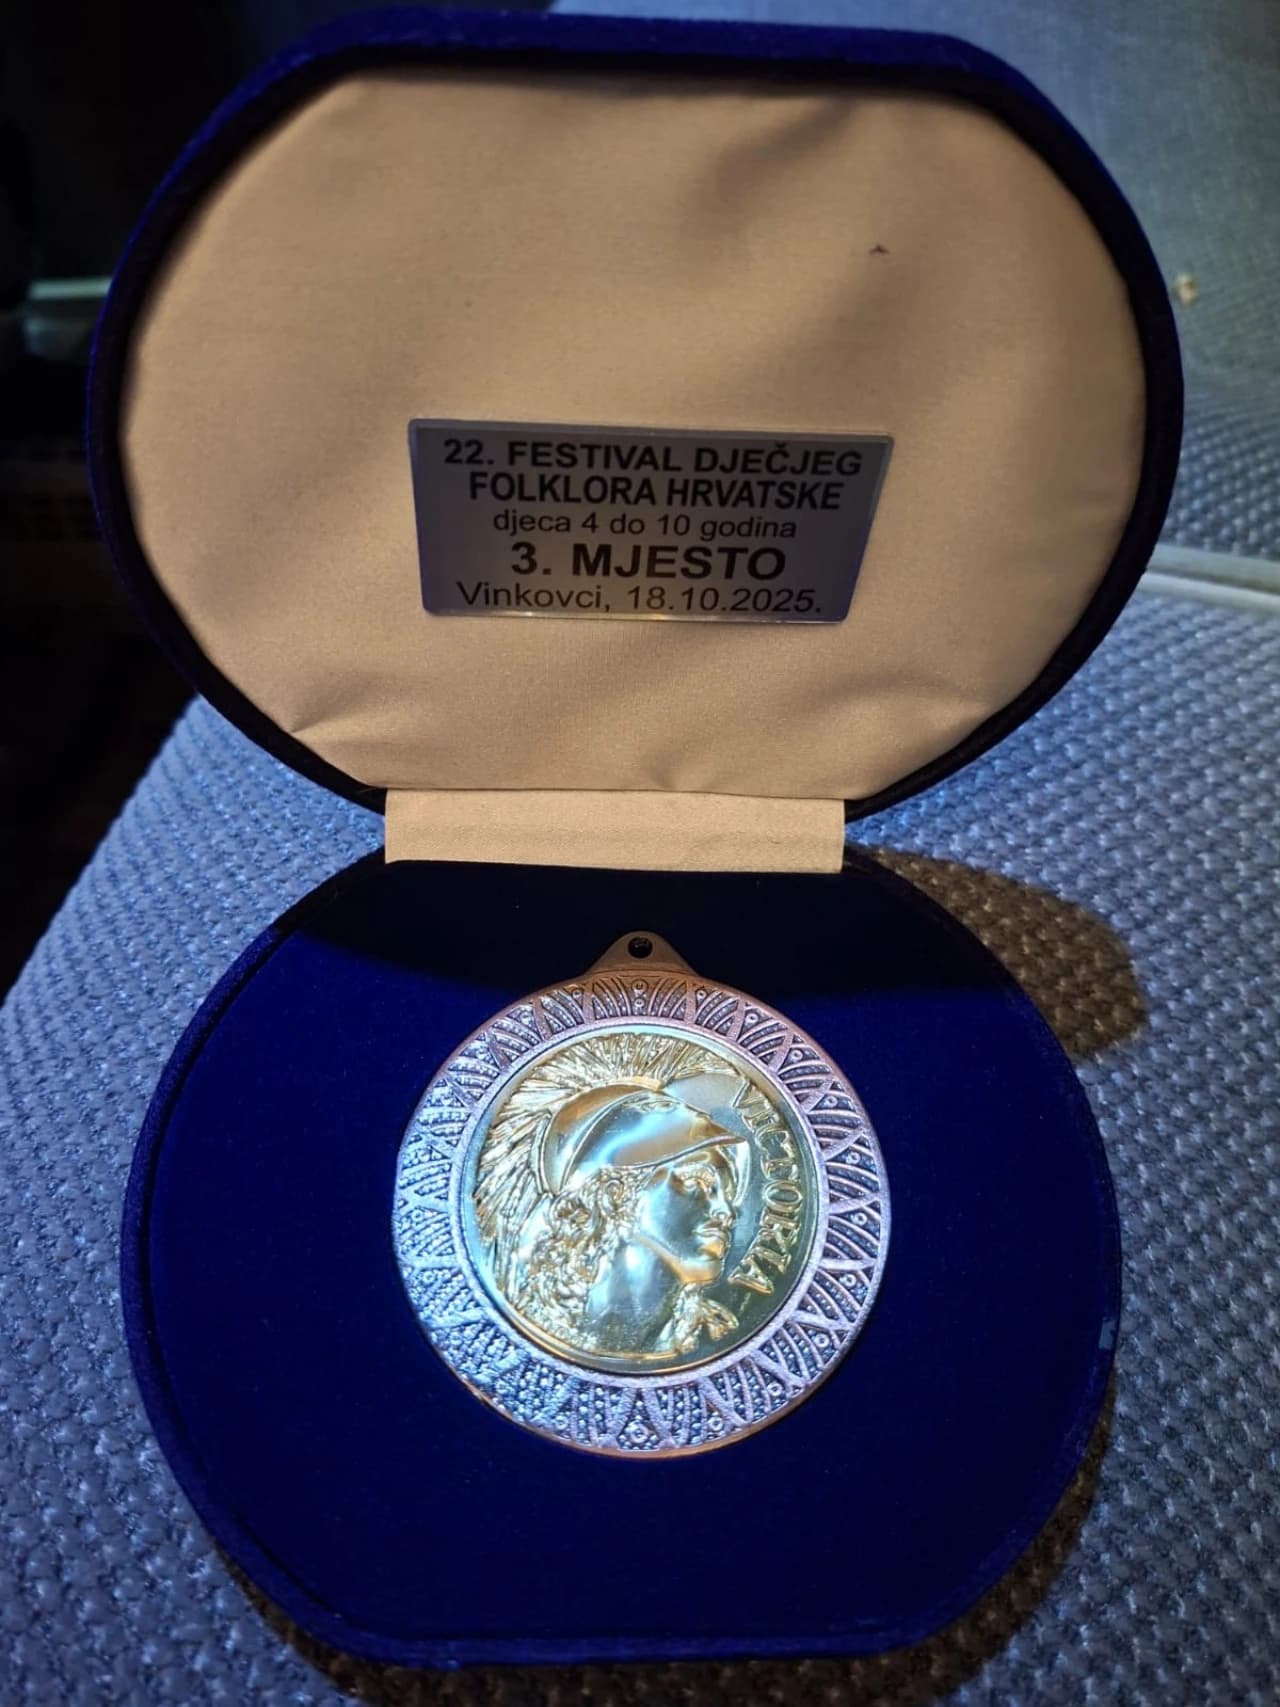 22. FESTIVAL DJEČJEG
FOLKLORA HRVATSKE
djeca 4 do 10 godina
3. MJESTO
Vinkovci, 18.10.2025.
VICTORIA